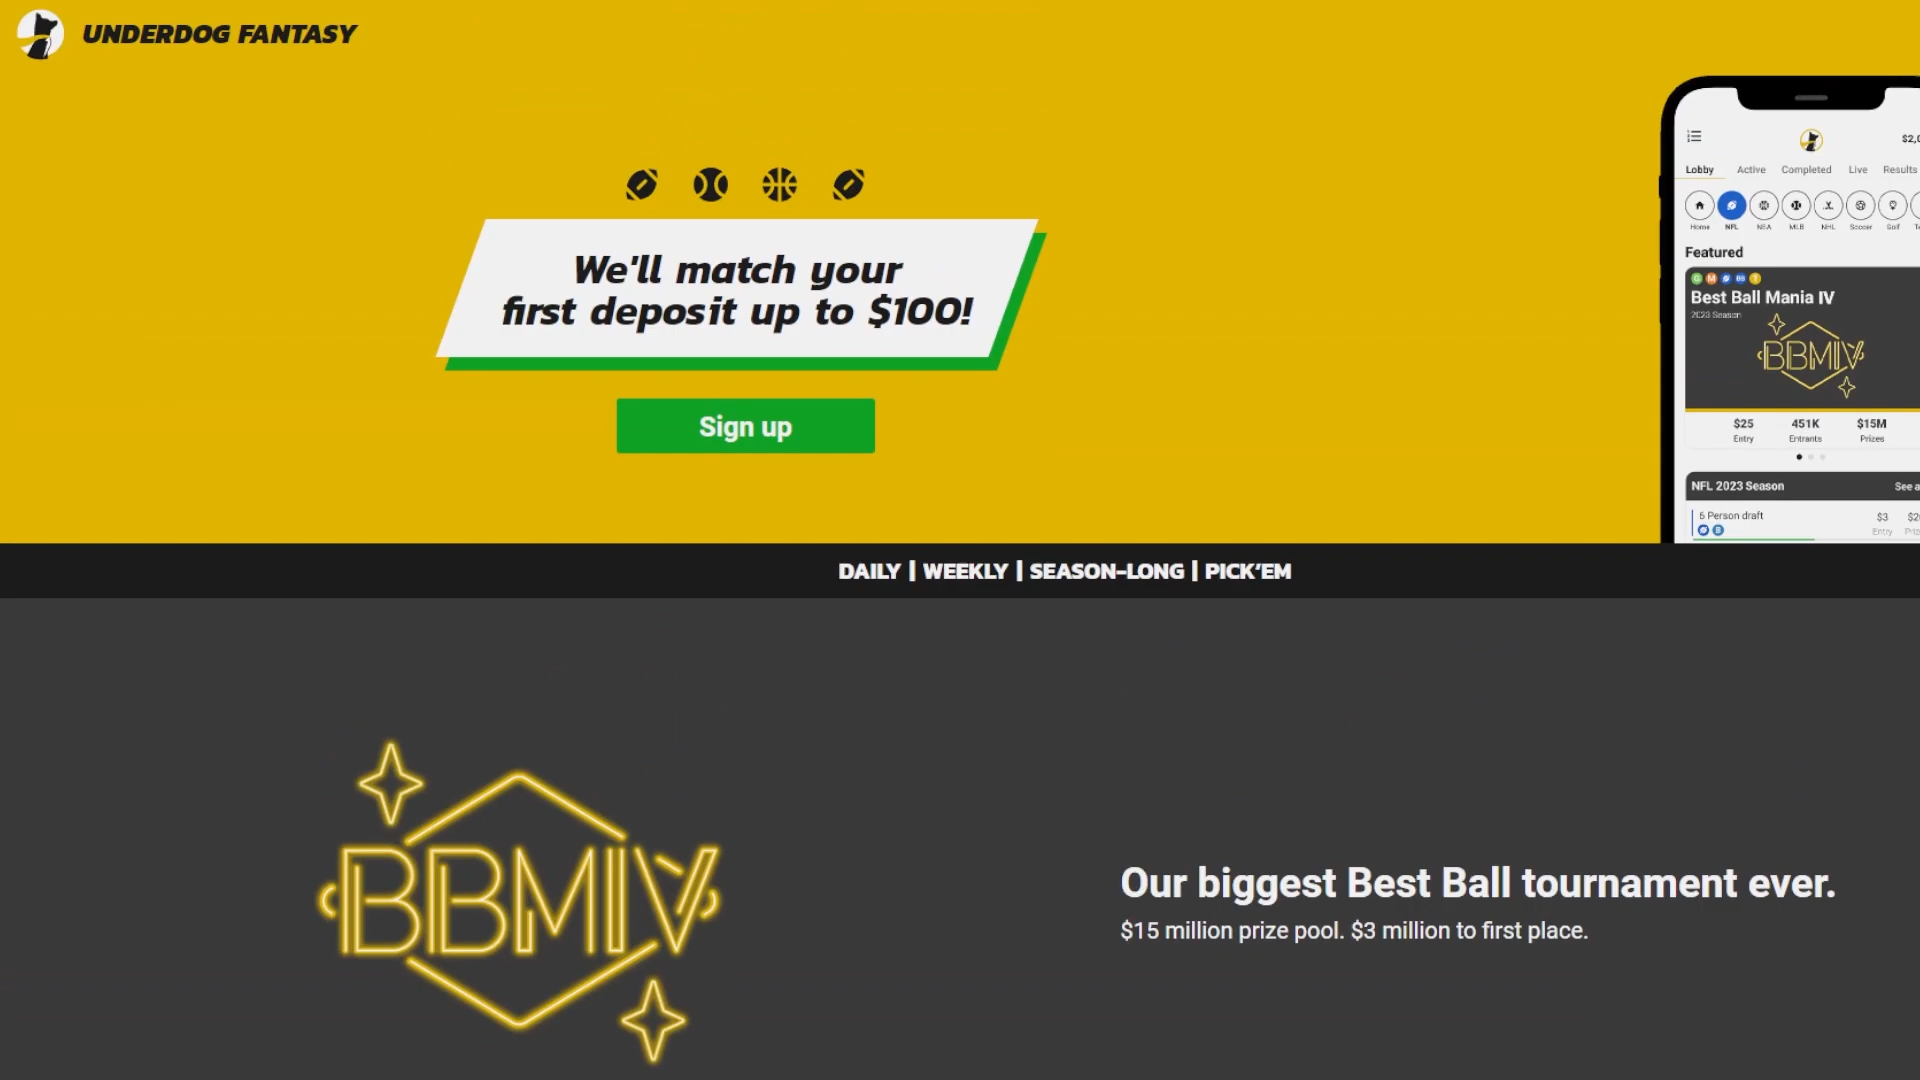 UNDERDOG FANTASY
We'll match your
first deposit up to $100!
Sign up
Lobby Active Completed Live Results
Home NFL NBA MLB NHL Soccer Golf
Featured
Best Ball Mania IV
2023 Season
BBMIV
$25 451K $15M
Entry Entrants Prizes
NFL 2023 Season See
6 Person draft $3
Entry
DAILY | WEEKLY | SEASON-LONG | PICK'EM
BBMIV
Our biggest Best Ball tournament ever.
$15 million prize pool. $3 million to first place.